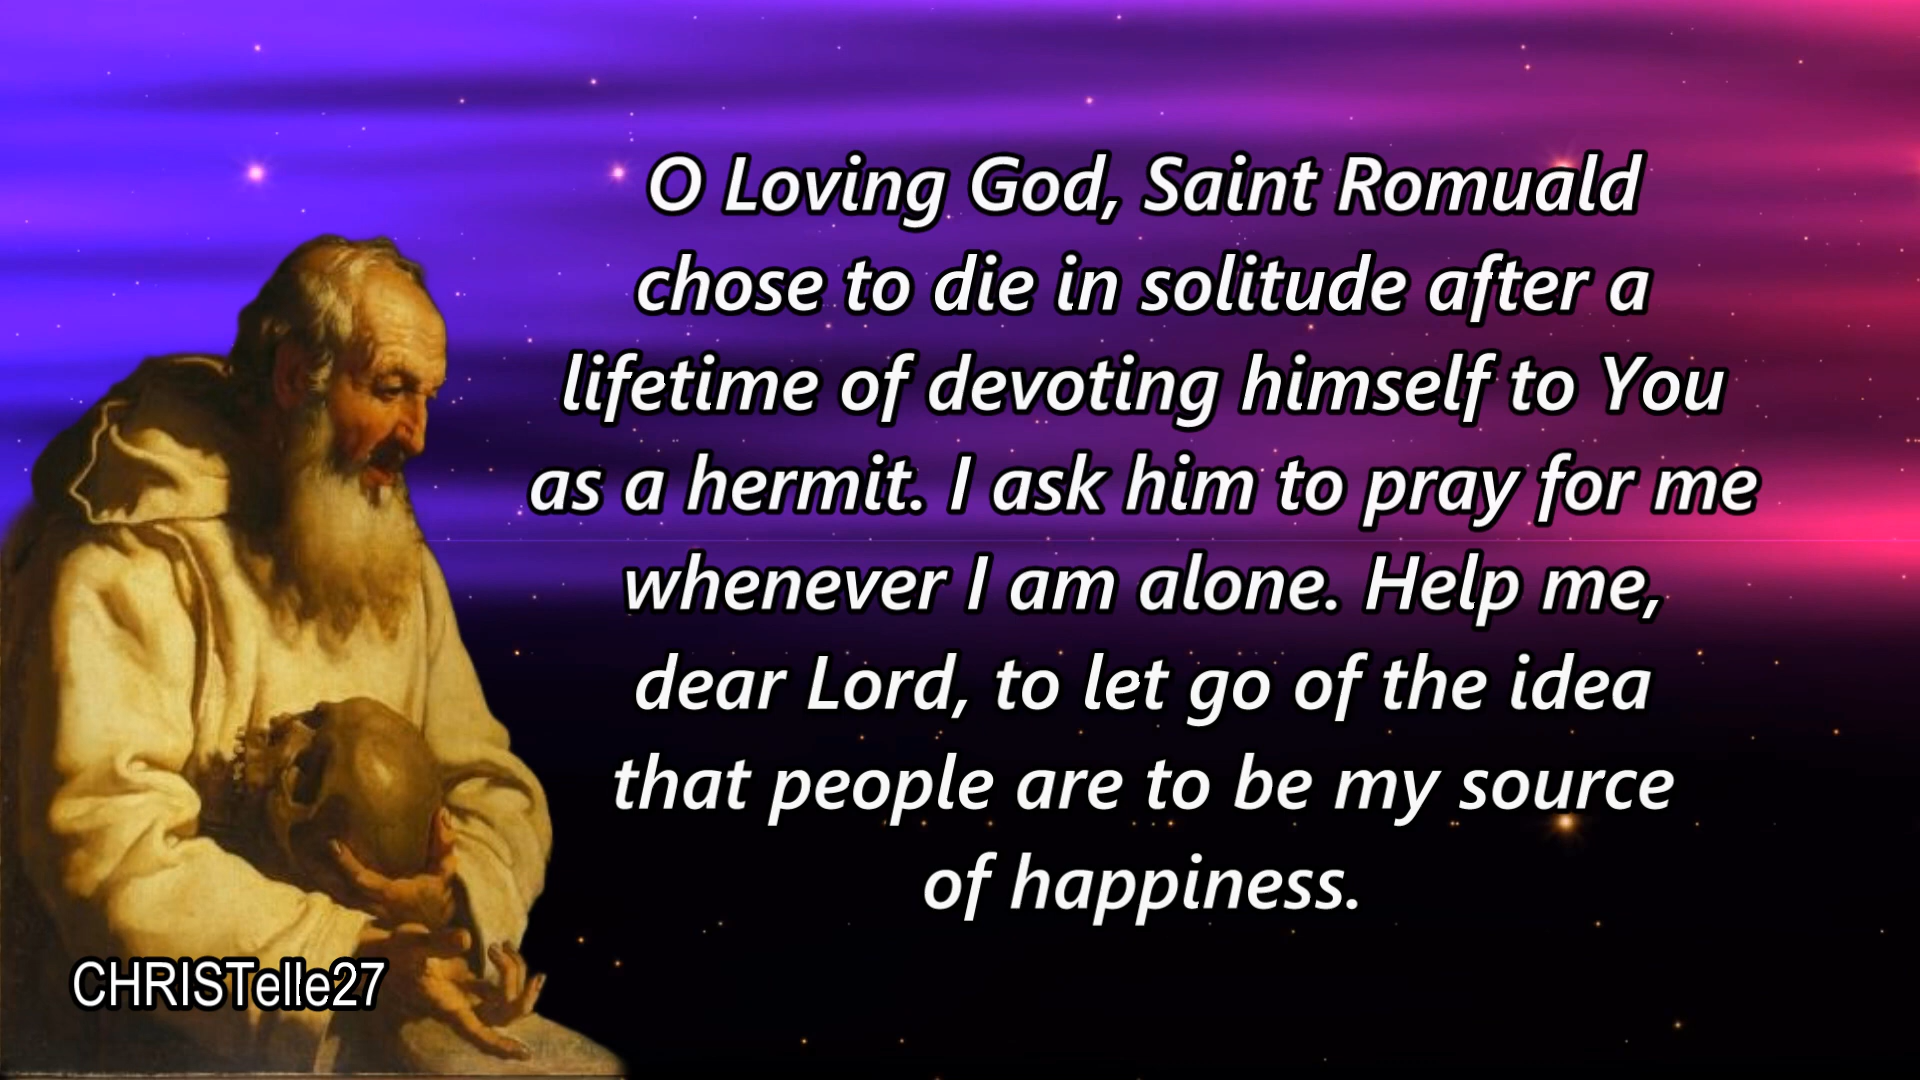 O Loving God, Saint Romuald
chose to die in solitude after a
lifetime of devoting himself to You
as a hermit. I ask him to pray for me
whenever I am alone. Help me,
dear Lord, to let go of the idea
that people are to be my source
of happiness.
CHRISTelle27